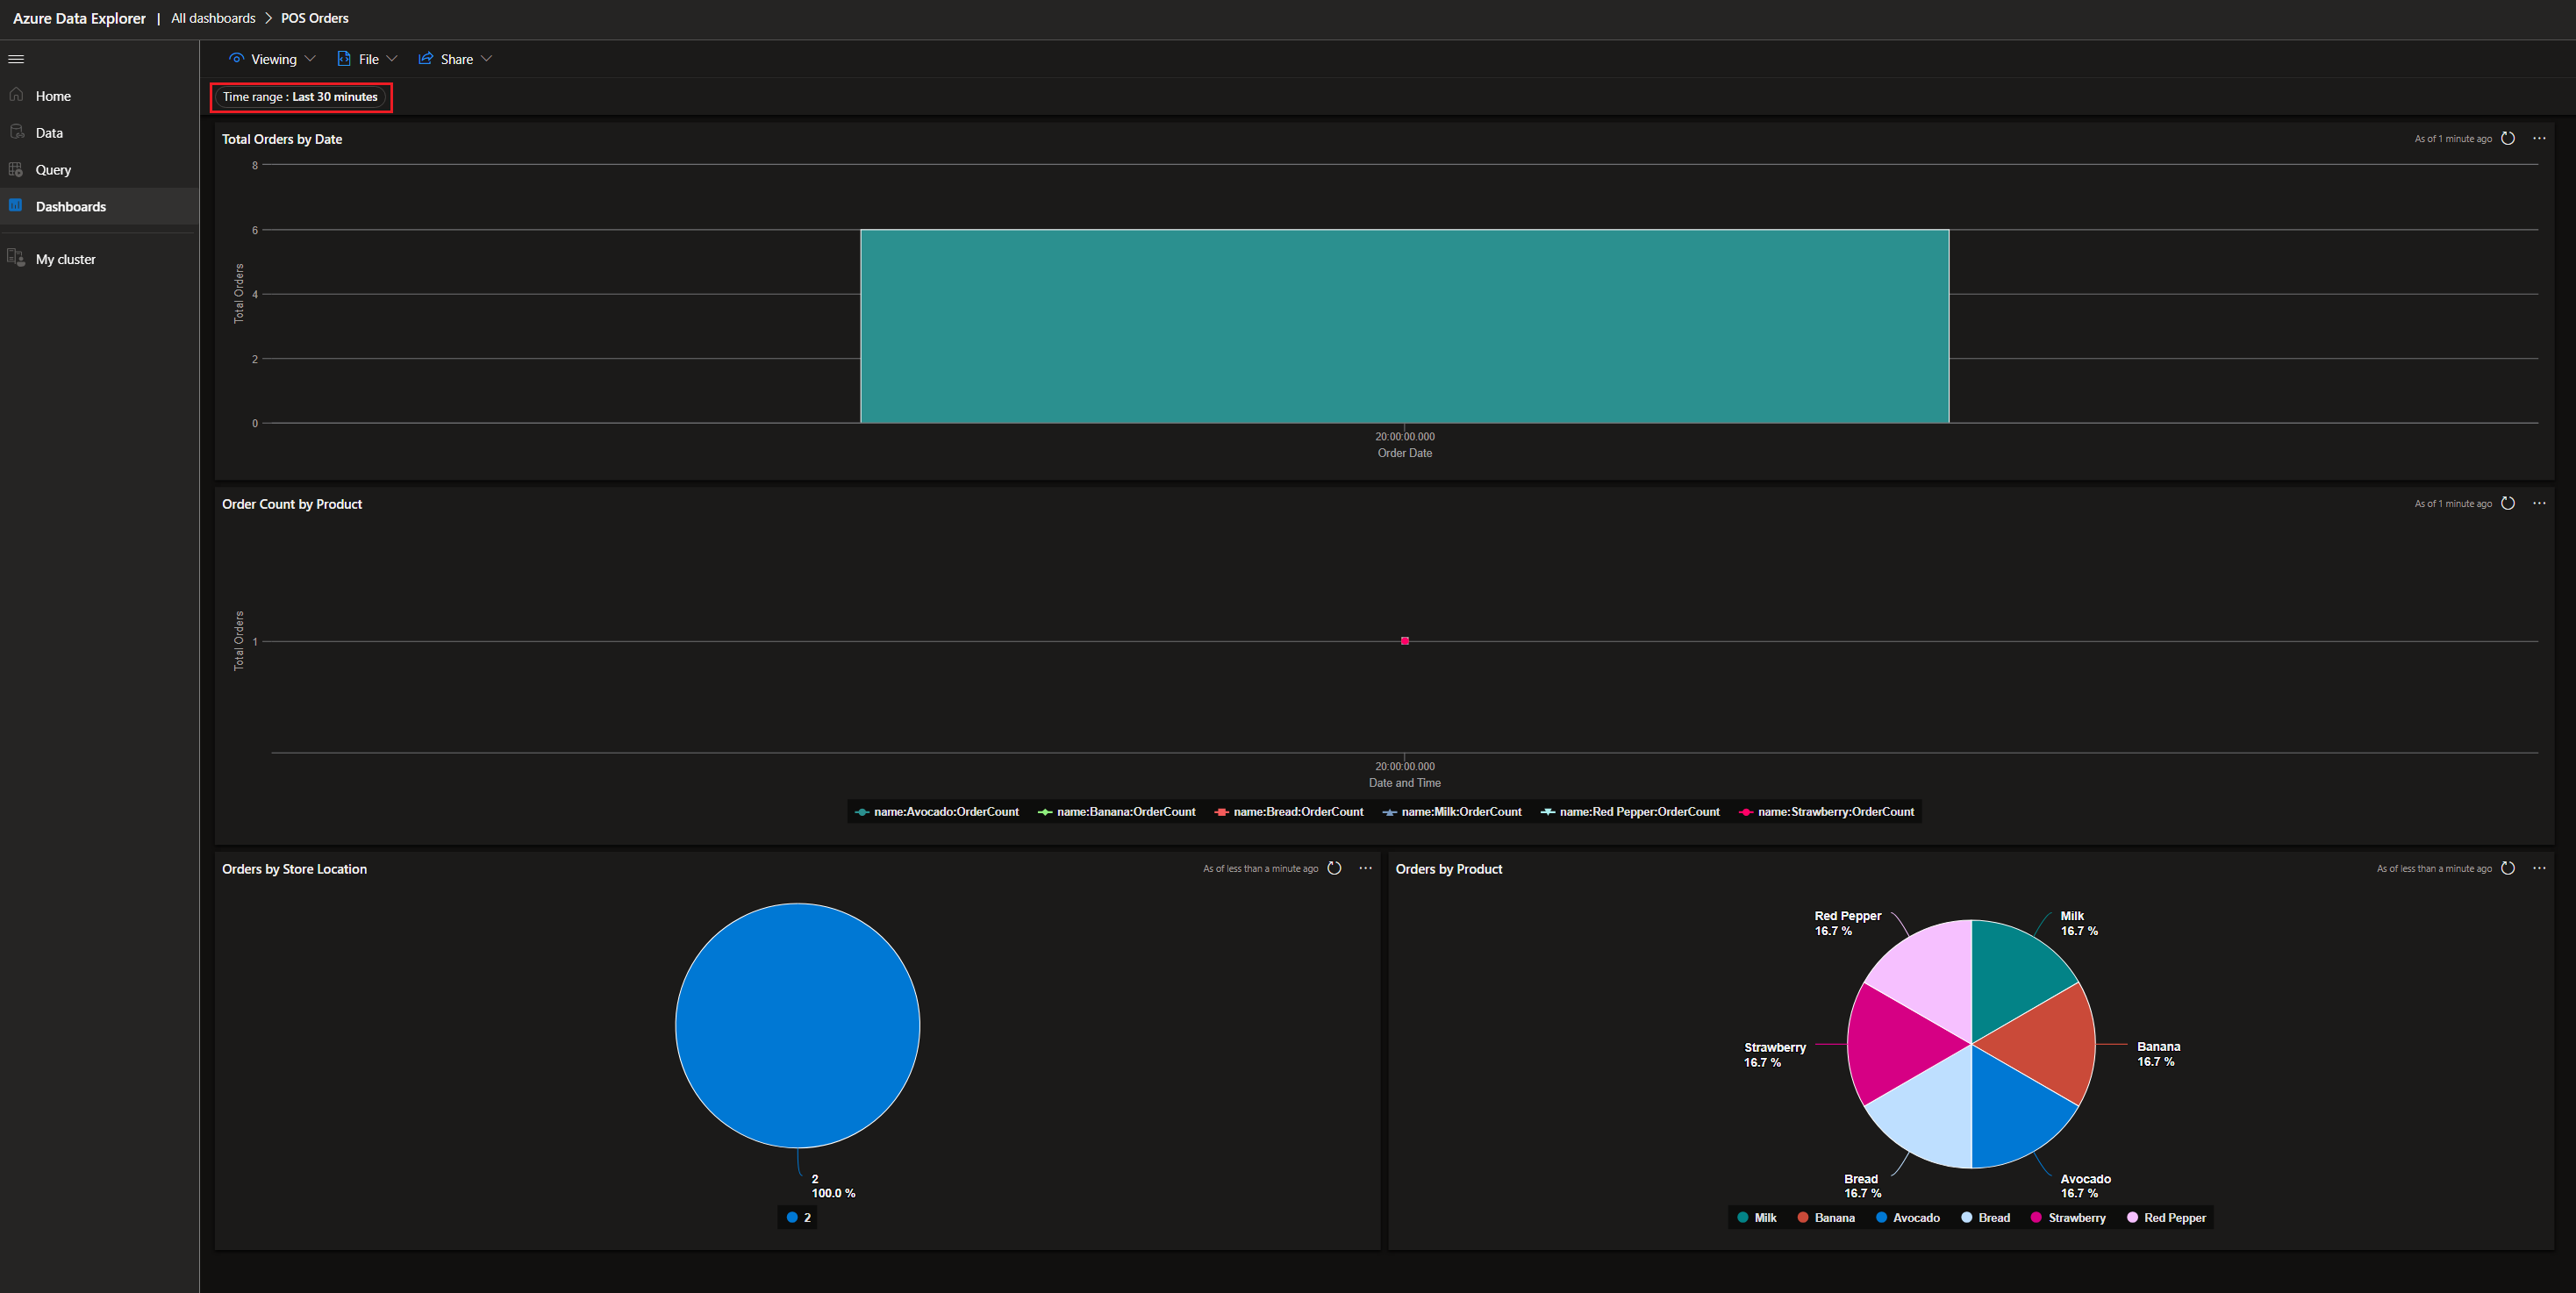 Azure Data Explorer | All dashboards > POS Orders
Viewing File Share
Home
Data
Query
Dashboards
My cluster
Time range : Last 30 minutes
Total Orders by Date
As of 1 minute ago
8
6
4
2
0
Total Orders
20:00:00.000
Order Date
Order Count by Product
As of 1 minute ago
1
Total Orders
20:00:00.000
Date and Time
name:Avocado:OrderCount name:Banana:OrderCount name:Bread:OrderCount name:Milk:OrderCount name:Red Pepper:OrderCount name:Strawberry:OrderCount
Orders by Store Location
As of less than a minute ago
2
100.0 %
2
Orders by Product
As of less than a minute ago
Red Pepper
16.7 %
Milk
16.7 %
Strawberry
16.7 %
Banana
16.7 %
Bread
16.7 %
Avocado
16.7 %
Milk Banana Avocado Bread Strawberry Red Pepper